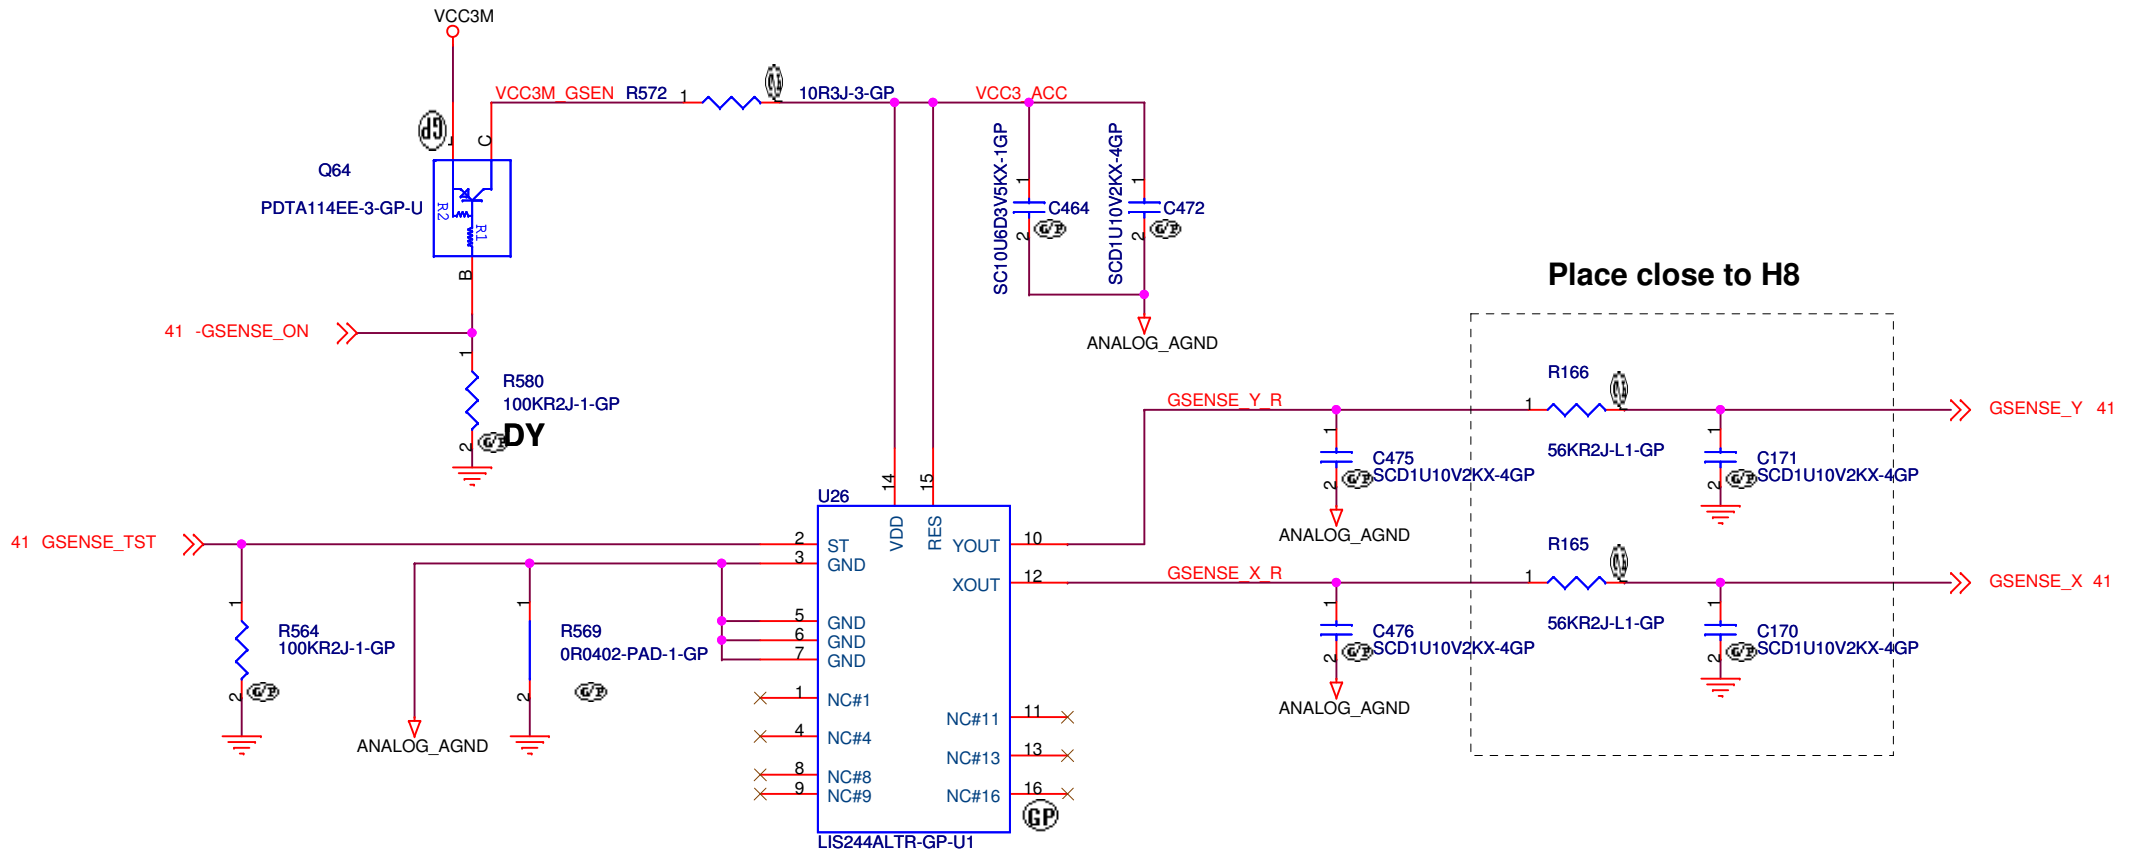 VCC3M
VCC3M_GSEN
R572
1
10R3J-3-GP
VCC3_ACC
GP
C
Q64
PDTA114EE-3-GP-U
R2
R1
B
SC10U6D3V5KX-1GP
1
2
C464
G/P
SCD1U10V2KX-4GP
1
2
C472
G/P
ANALOG_AGND
Place close to H8
41 -GSENSE_ON
1
R580
100KR2J-1-GP
2
G/P
DY
GSENSE_Y_R
R166
1
56KR2J-L1-GP
GSENSE_Y 41
1
C475
SCD1U10V2KX-4GP
2
G/P
ANALOG_AGND
1
C171
SCD1U10V2KX-4GP
2
G/P
41 GSENSE_TST
U26
14
15
VDD
RES
2
ST
3
GND
5
GND
6
GND
7
GND
1
NC#1
4
NC#4
8
NC#8
9
NC#9
YOUT
10
XOUT
12
NC#11
11
NC#13
13
NC#16
16
GP
LIS244ALTR-GP-U1
1
R564
100KR2J-1-GP
2
G/P
ANALOG_AGND
1
R569
0R0402-PAD-1-GP
2
G/P
GSENSE_X_R
R165
1
56KR2J-L1-GP
GSENSE_X 41
1
C476
SCD1U10V2KX-4GP
2
G/P
ANALOG_AGND
1
C170
SCD1U10V2KX-4GP
2
G/P